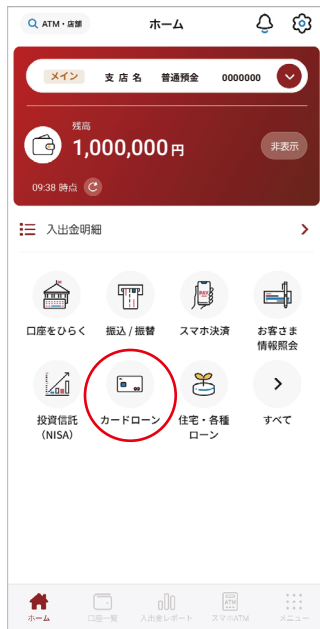 ATM・店舗
ホーム
メイン 支店名 普通預金 0000000
残高
1,000,000 円
非表示
09:38 時点
入出金明細
口座をひらく 振込 / 振替 スマホ決済 お客さま
情報照会
PAY
投資信託
(NISA)
カードローン
住宅・各種
ローン
すべて
ATM
ホーム 口座一覧 入出金レポート スマホATM メニュー